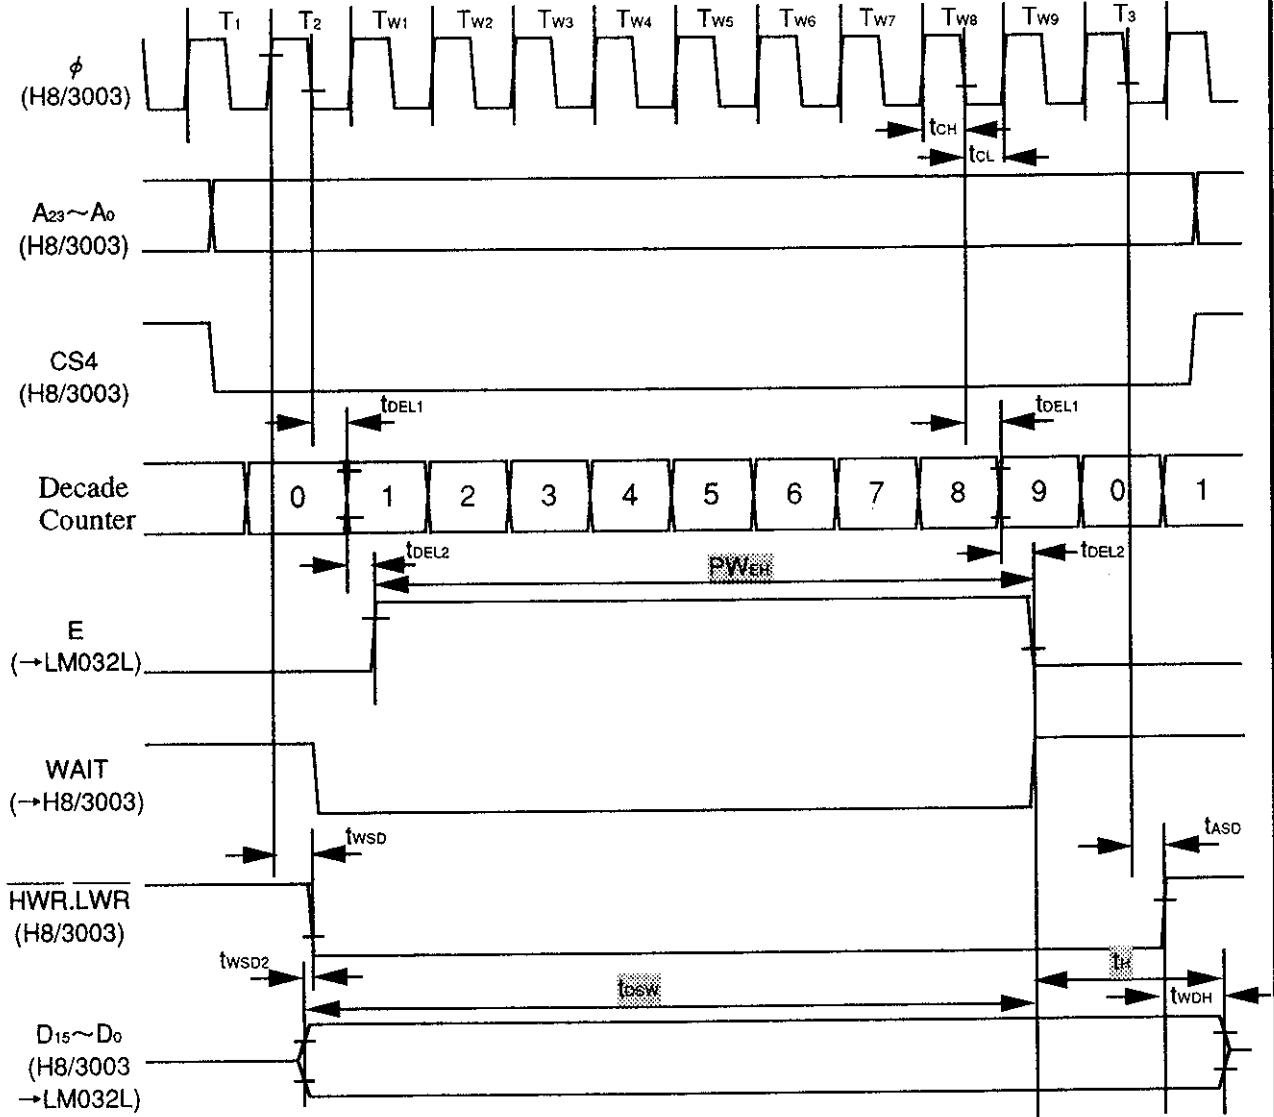 T1 T2 TW1 TW2 TW3 TW4 TW5 TW6 TW7 TW8 TW9 T3
ϕ
(H8/3003)
tCH
tCL
A23～A0
(H8/3003)
CS4
(H8/3003)
tDEL1 tDEL1
Decade
Counter
0 1 2 3 4 5 6 7 8 9 0 1
tDEL2 PWEH tDEL2
E
(→LM032L)
WAIT
(→H8/3003)
tWSD tASD
HWR.LWR
(H8/3003)
tWSD2 tDSW tH
tWDH
D15～D0
(H8/3003
→LM032L)